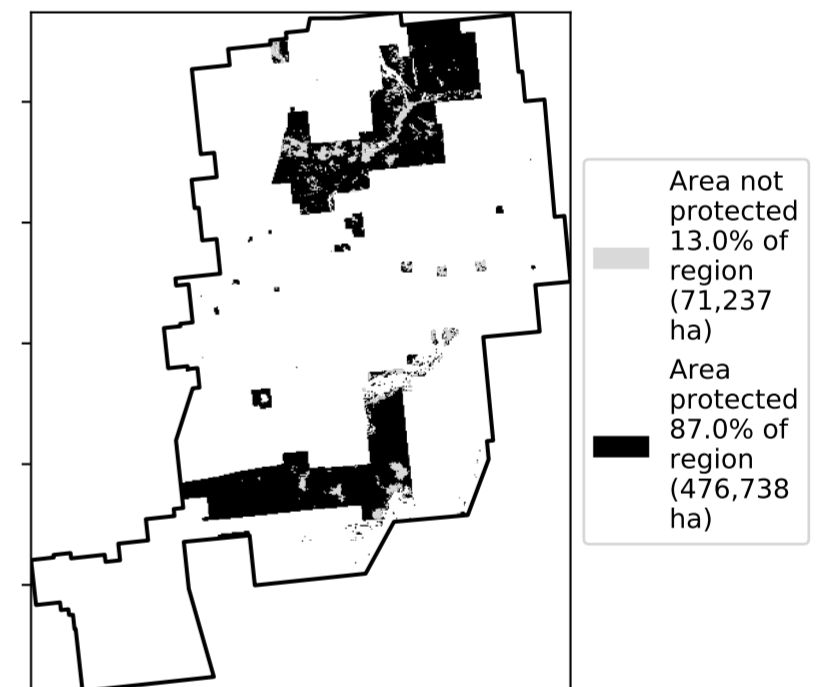 Area not
protected
13.0% of
region
(71,237
ha)
Area
protected
87.0% of
region
(476,738
ha)